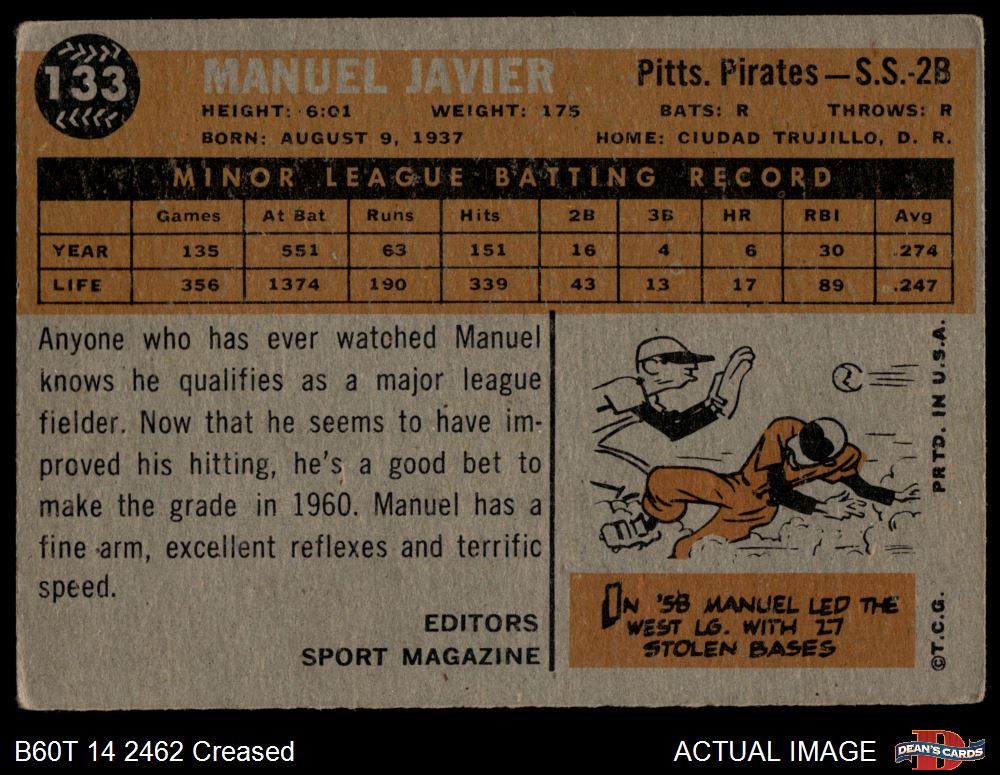 133
MANUEL JAVIER
Pitts. Pirates—S.S.-2B
HEIGHT: 6:01 WEIGHT: 175 BATS: R THROWS: R
BORN: AUGUST 9, 1937 HOME: CIUDAD TRUJILLO, D. R.
MINOR LEAGUE BATTING RECORD
Games At Bat Runs Hits 2B 3B HR RBI Avg
YEAR 135 551 63 151 16 4 6 30 .274
LIFE 356 1374 190 339 43 13 17 89 .247
Anyone who has ever watched Manuel
knows he qualifies as a major league
fielder. Now that he seems to have im-
proved his hitting, he's a good bet to
make the grade in 1960. Manuel has a
fine arm, excellent reflexes and terrific
speed.
EDITORS
SPORT MAGAZINE
IN '58 MANUEL LED THE
WEST LG. WITH 27
STOLEN BASES
©T.C.G. PRTD. IN U.S.A.
B60T 14 2462 Creased
ACTUAL IMAGE
D
DEAN'S CARDS